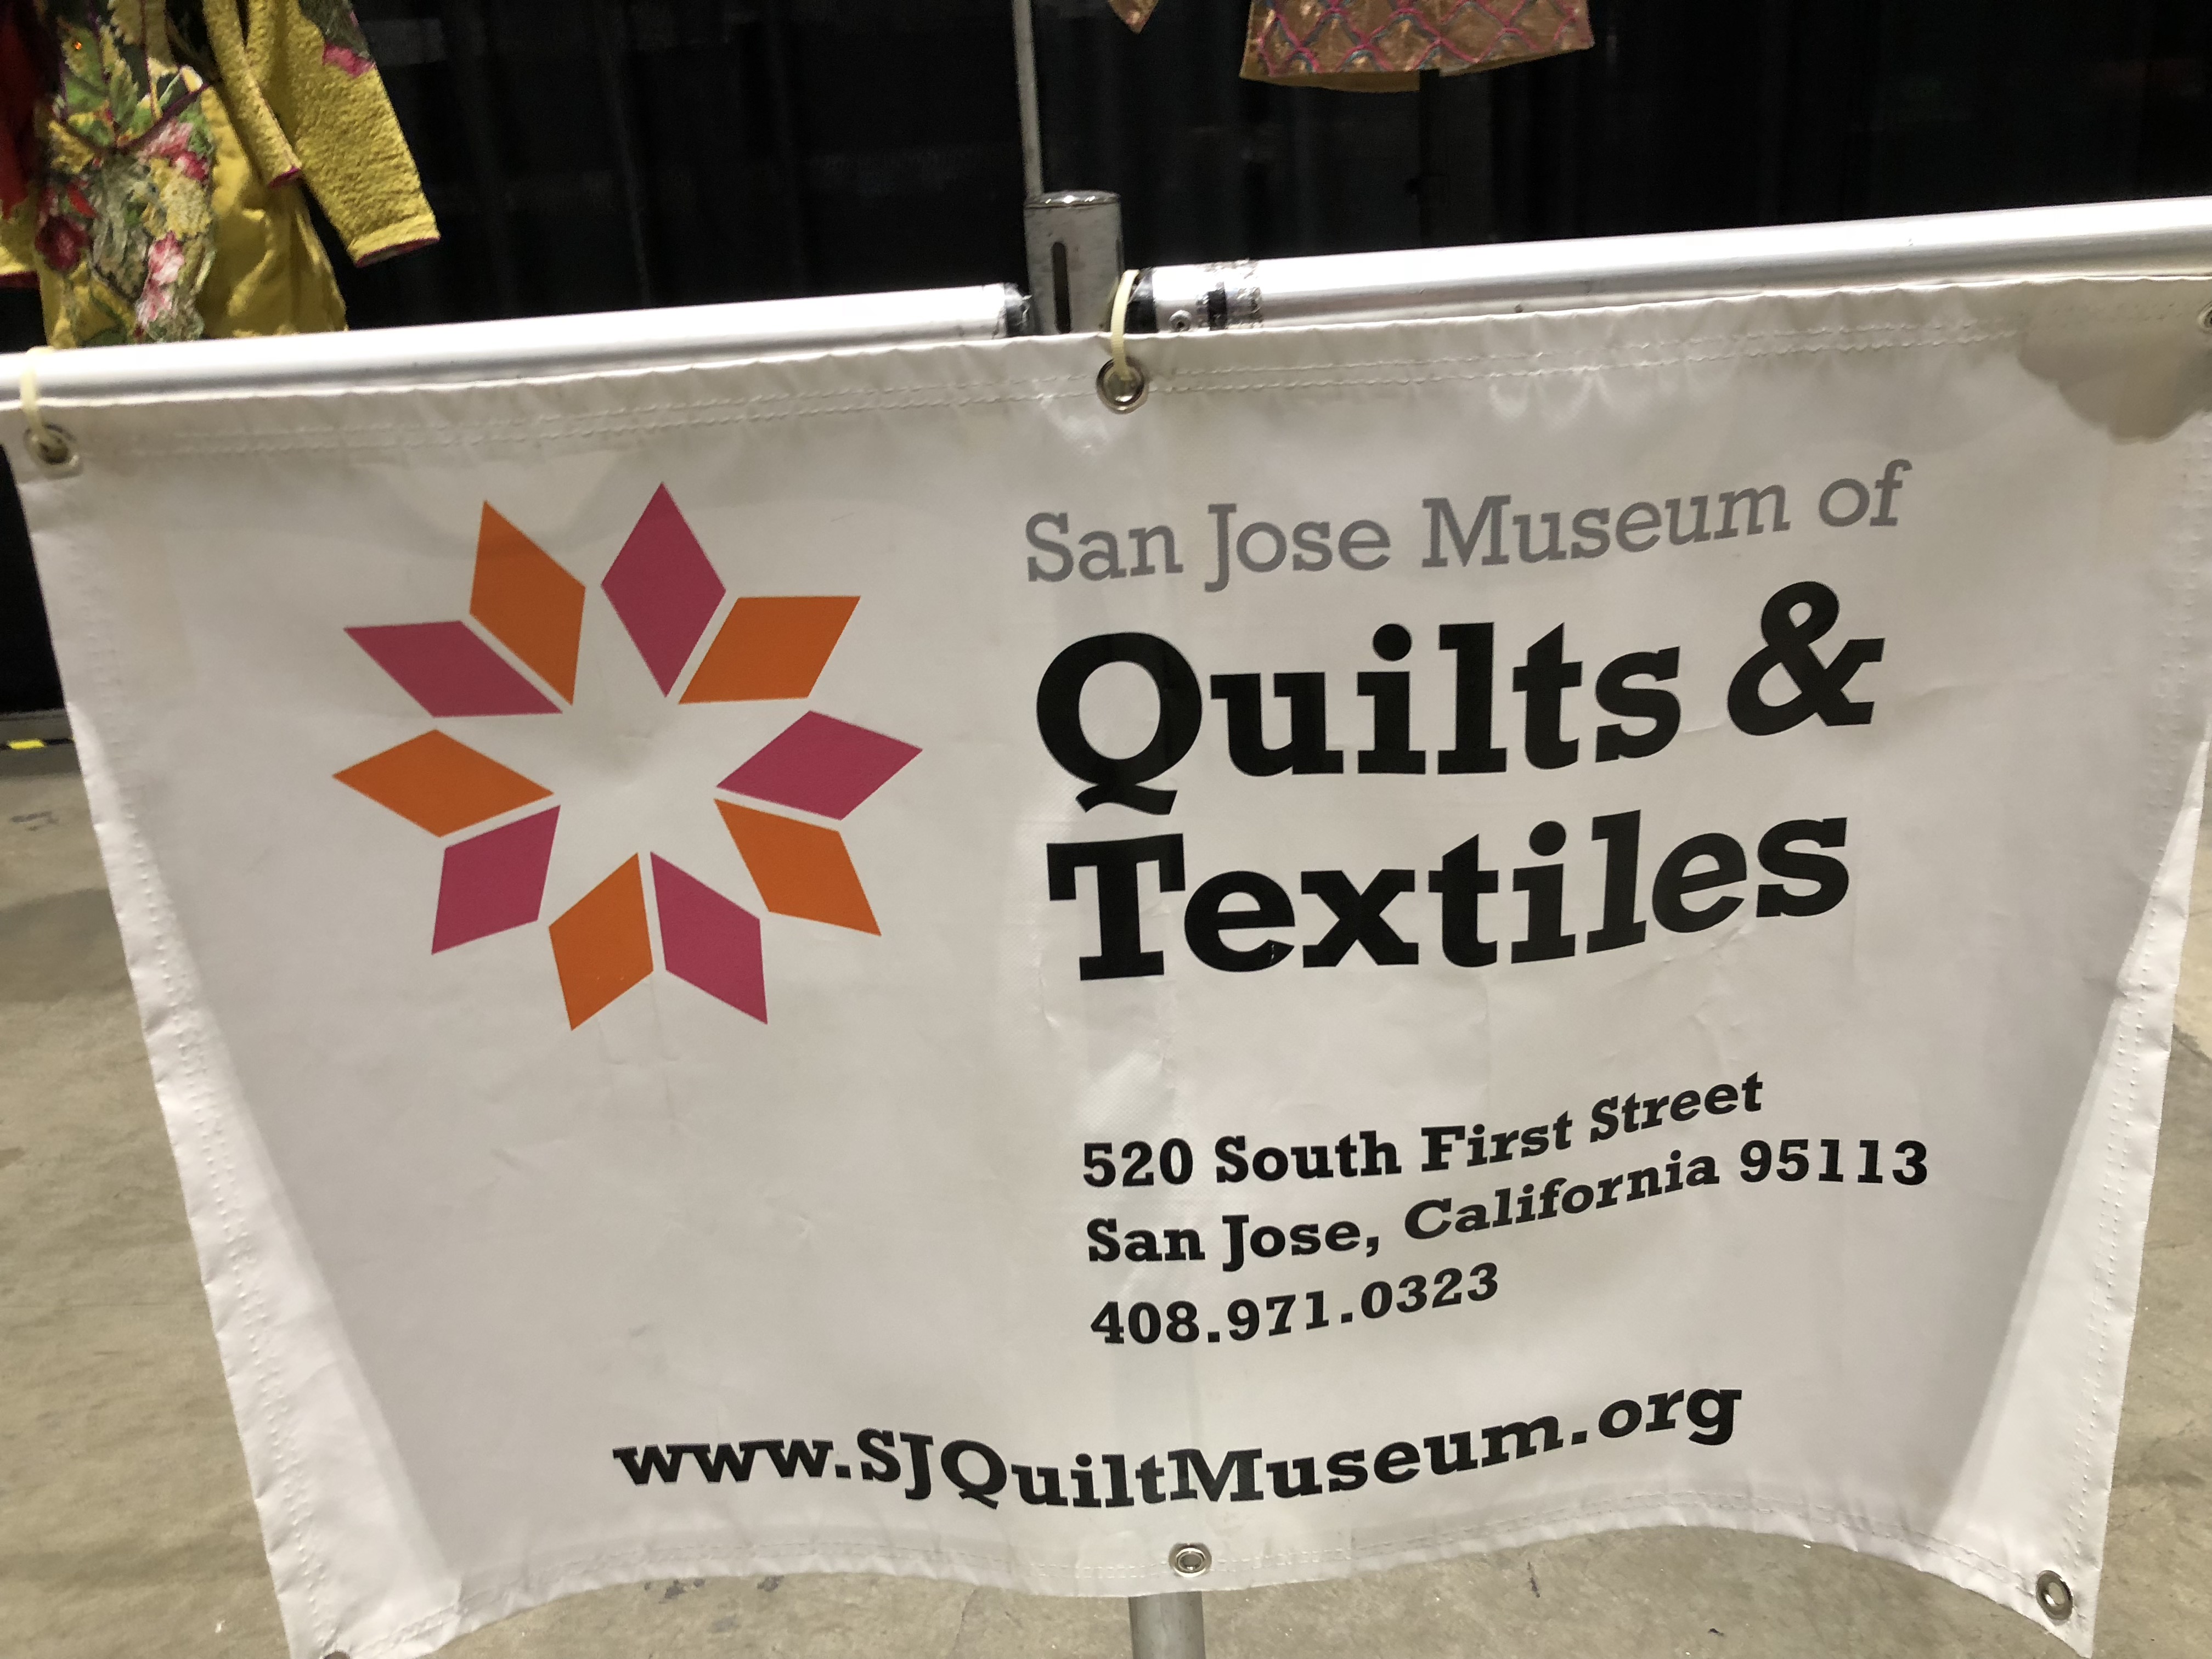 San Jose Museum of
Quilts &
Textiles
520 South First Street
San Jose, California 95113
408.971.0323
www.SJQuiltMuseum.org